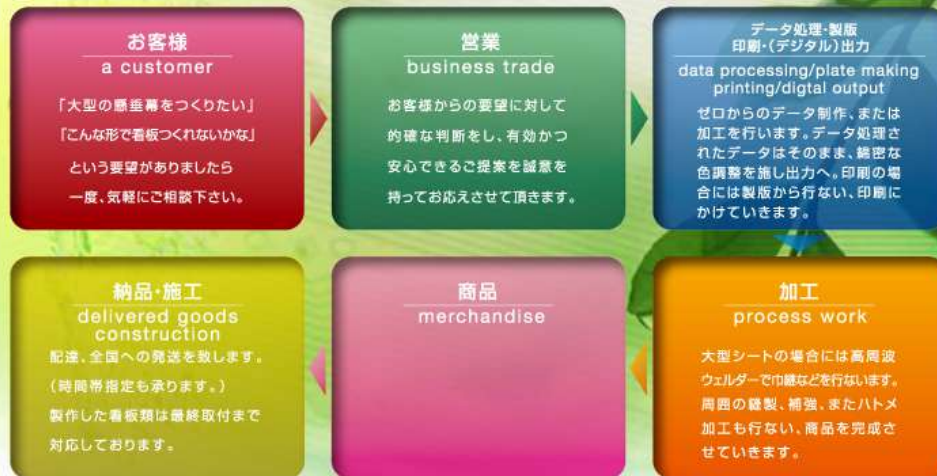 お客様
a customer
「大型の懸垂幕をつくりたい」
「こんな形で看板つくれないかな」
という要望がありましたら
一度、気軽にご相談下さい。
営業
business trade
お客様からの要望に対して
的確な判断をし、有効かつ
安心できるご提案を誠意を
持ってお応えさせて頂きます。
データ処理・製版
印刷・(デジタル)出力
data processing/plate making
printing/digtal output
ゼロからのデータ制作、または
加工を行います。データ処理さ
れたデータはそのまま、綿密な
色調整を施し出力へ。印刷の場
合には製版から行ない、印刷に
かけていきます。
加工
process work
大型シートの場合には高周波
ウェルダーで巾継などを行ないます。
周囲の縫製、補強、またハトメ
加工も行ない、商品を完成さ
せていきます。
商品
merchandise
納品・施工
delivered goods
construction
配達、全国への発送を致します。
(時間帯指定も承ります。)
製作した看板類は最終取付まで
対応しております。